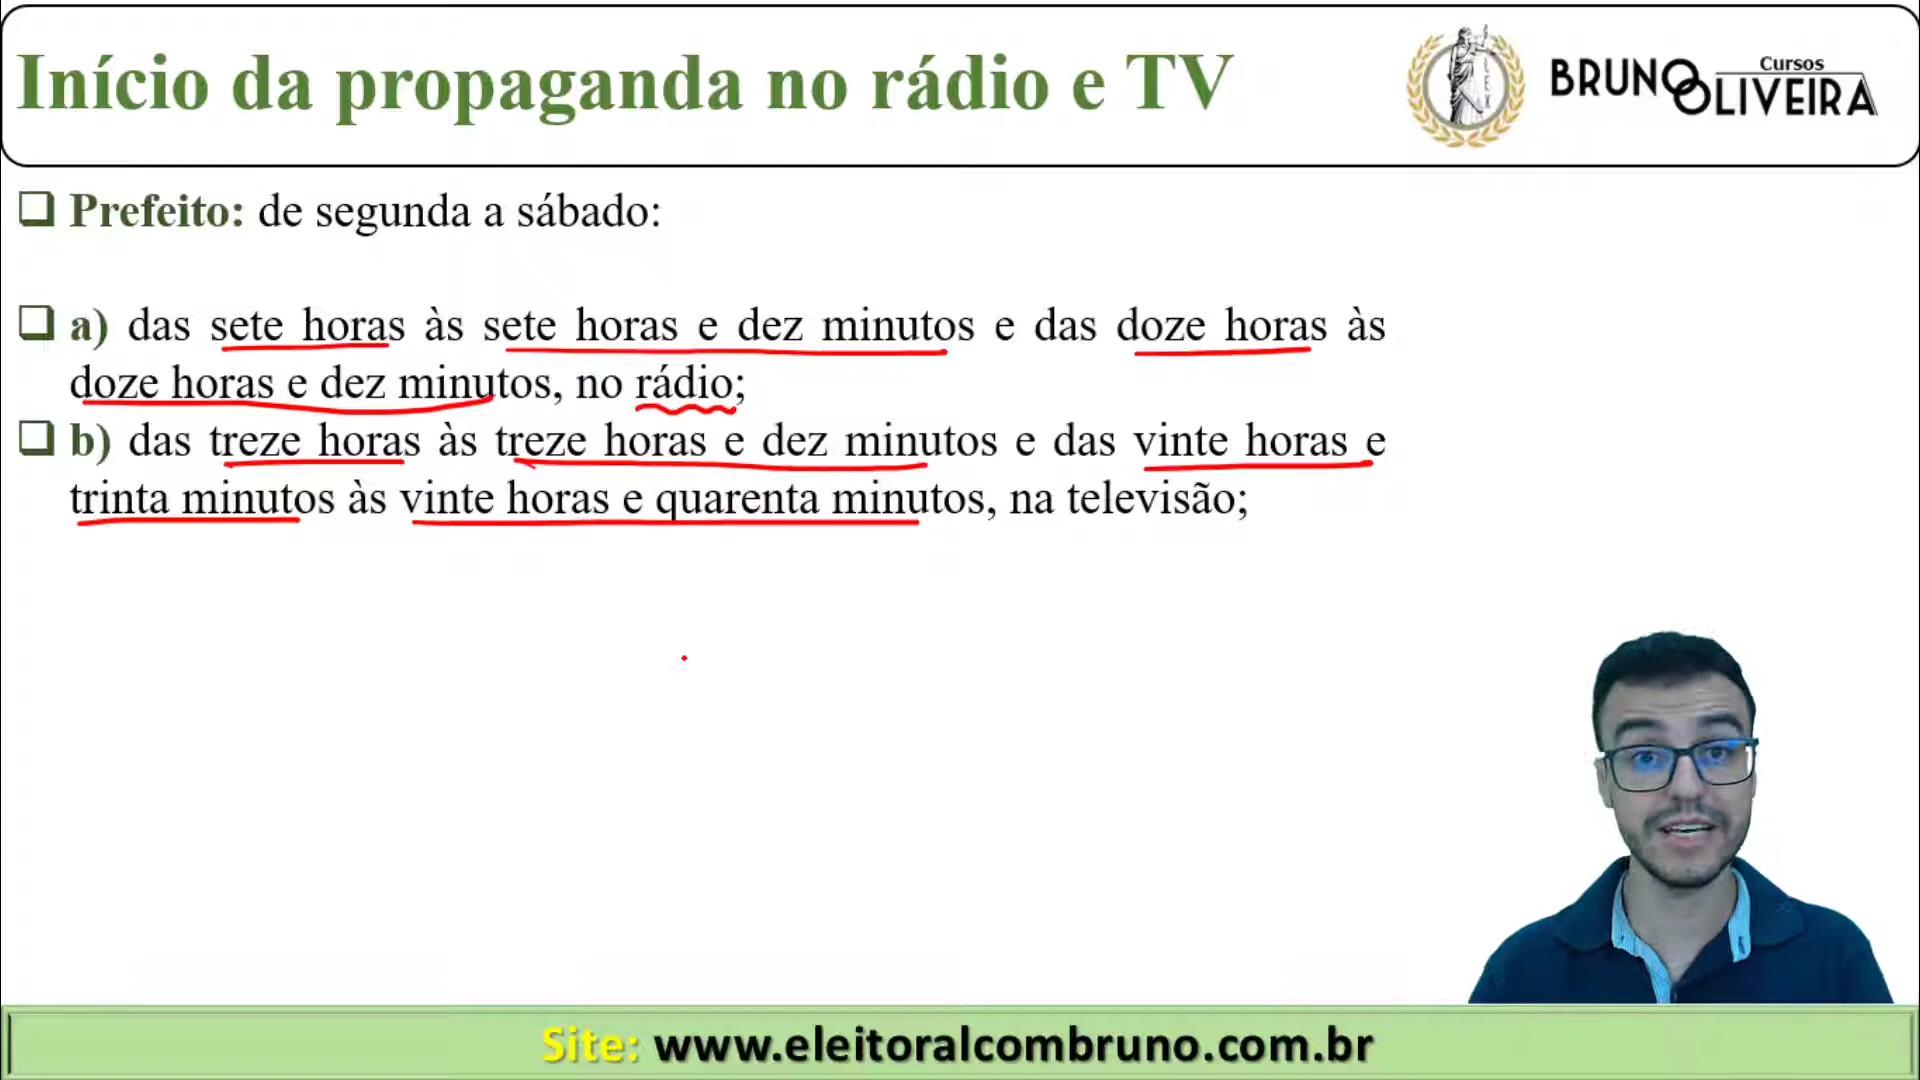 Início da propaganda no rádio e TV
LEX
Cursos
BRUNO OLIVEIRA
Prefeito: de segunda a sábado:
a) das sete horas às sete horas e dez minutos e das doze horas às
doze horas e dez minutos, no rádio;
b) das treze horas às treze horas e dez minutos e das vinte horas e
trinta minutos às vinte horas e quarenta minutos, na televisão;
Site: www.eleitoralcombruno.com.br